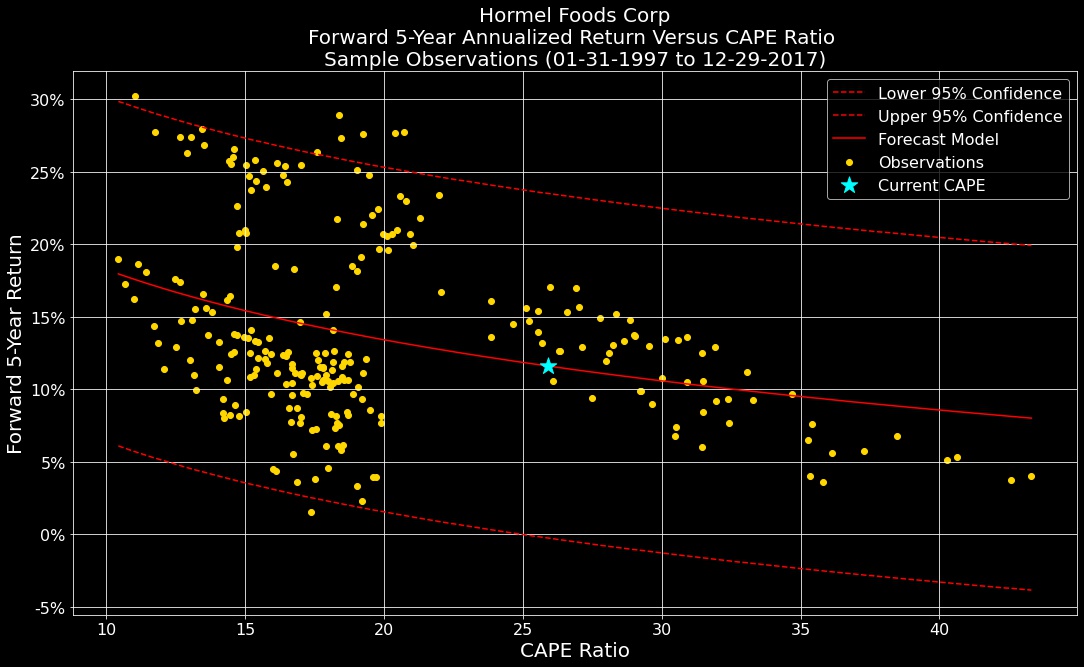 Hormel Foods Corp
Forward 5-Year Annualized Return Versus CAPE Ratio
Sample Observations (01-31-1997 to 12-29-2017)
Lower 95% Confidence
Upper 95% Confidence
Forecast Model
Observations
Current CAPE
30%
25%
20%
15%
10%
5%
0%
-5%
Forward 5-Year Return
10 15 20 25 30 35 40
CAPE Ratio